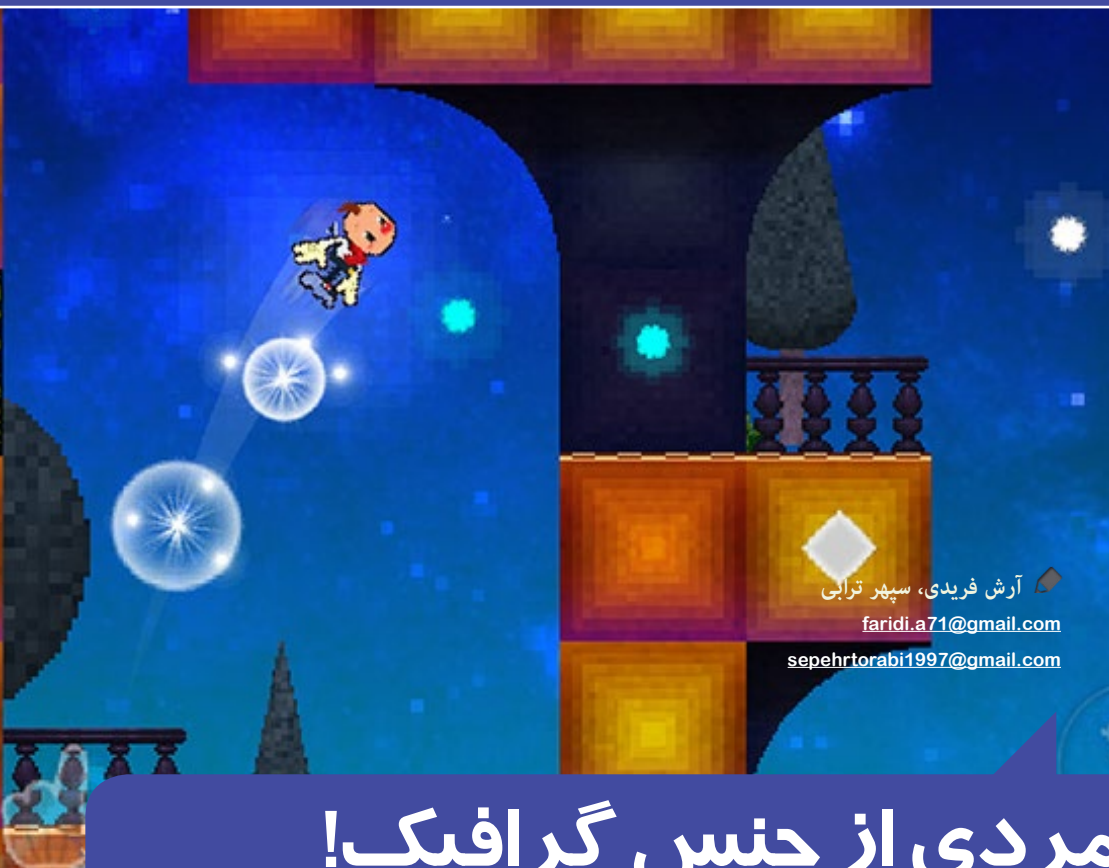 آرش فریدی، سپهر ترابی
faridi.a71@gmail.com
sepehrtorabi1997@gmail.com
مردی از جنس گرافیک!